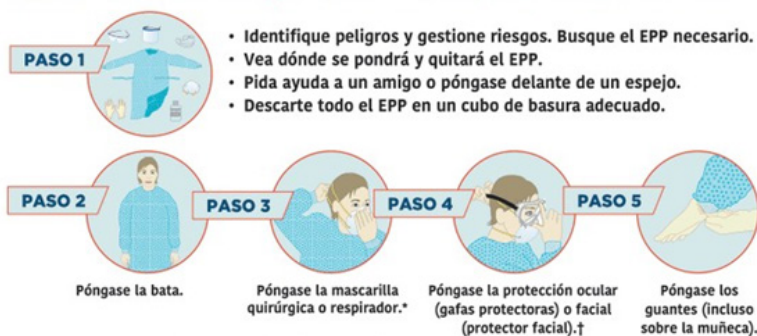 PASO 1
• Identifique peligros y gestione riesgos. Busque el EPP necesario.
• Vea dónde se pondrá y quitará el EPP.
• Pida ayuda a un amigo o póngase delante de un espejo.
• Descarte todo el EPP en un cubo de basura adecuado.
PASO 2
Póngase la bata.
PASO 3
Póngase la mascarilla
quirúrgica o respirador.*
PASO 4
Póngase la protección ocular
(gafas protectoras) o facial
(protector facial).†
PASO 5
Póngase los
guantes (incluso
sobre la muñeca).